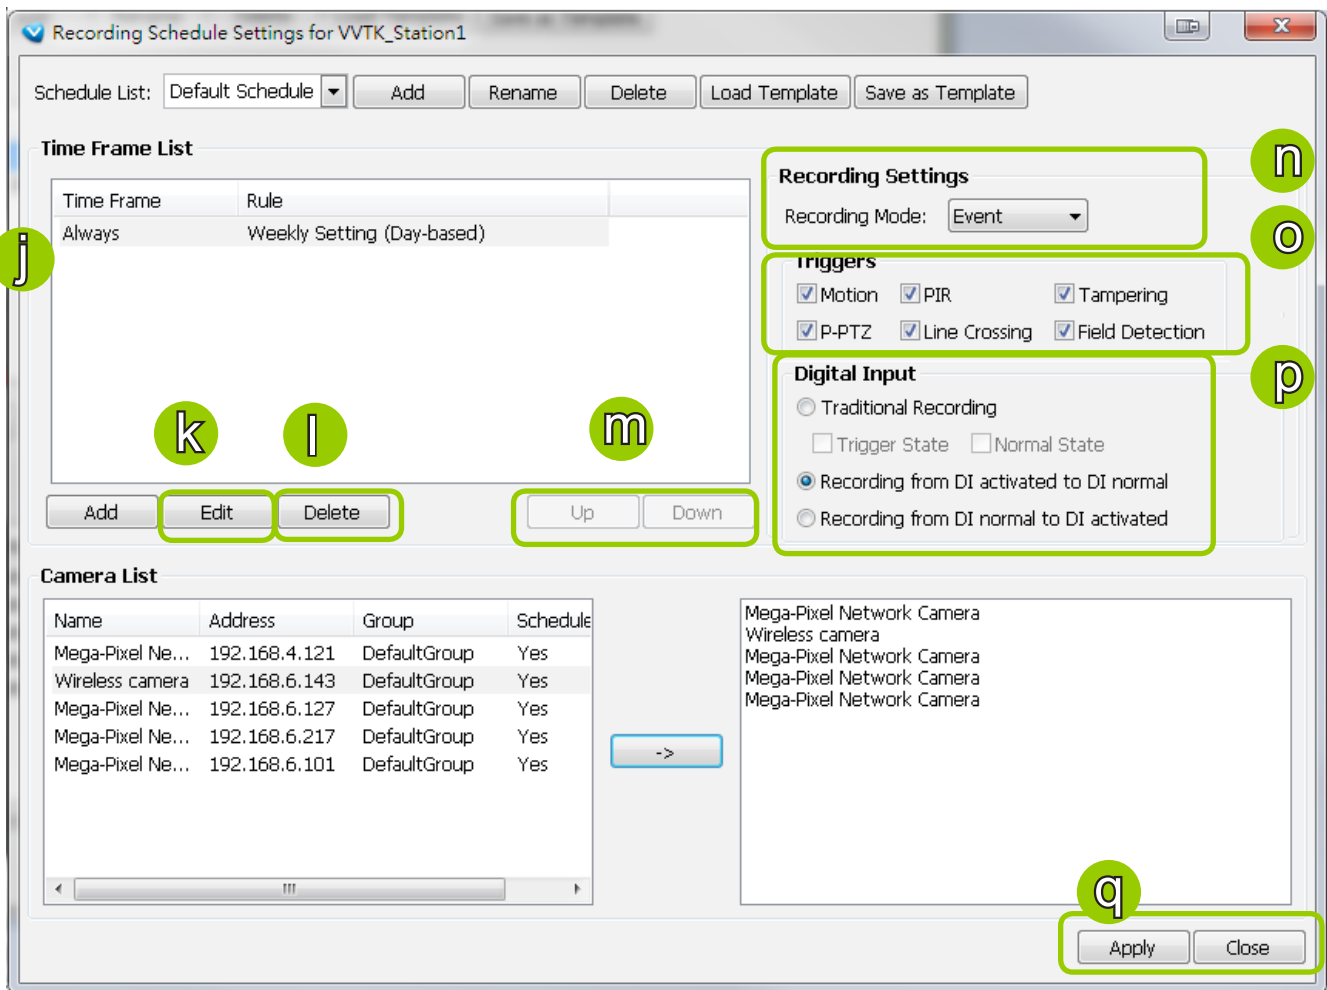 Recording Schedule Settings for VVTK_Station1
Schedule List: Default Schedule Add Rename Delete Load Template Save as Template
Time Frame List
Time Frame Rule
Always Weekly Setting (Day-based)
j
k l m
Add Edit Delete Up Down
n
Recording Settings
Recording Mode: Event
o
Triggers
Motion PIR Tampering
P-PTZ Line Crossing Field Detection
p
Digital Input
Traditional Recording
Trigger State Normal State
Recording from DI activated to DI normal
Recording from DI normal to DI activated
Camera List
Name Address Group Schedule
Mega-Pixel Ne... 192.168.4.121 DefaultGroup Yes
Wireless camera 192.168.6.143 DefaultGroup Yes
Mega-Pixel Ne... 192.168.6.127 DefaultGroup Yes
Mega-Pixel Ne... 192.168.6.217 DefaultGroup Yes
Mega-Pixel Ne... 192.168.6.101 DefaultGroup Yes
->
Mega-Pixel Network Camera
Wireless camera
Mega-Pixel Network Camera
Mega-Pixel Network Camera
Mega-Pixel Network Camera
q
Apply Close